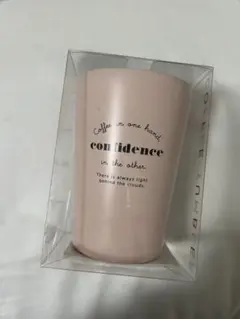 Coffee in one hand,
confidence
in the other.
There is always light
behind the clouds.